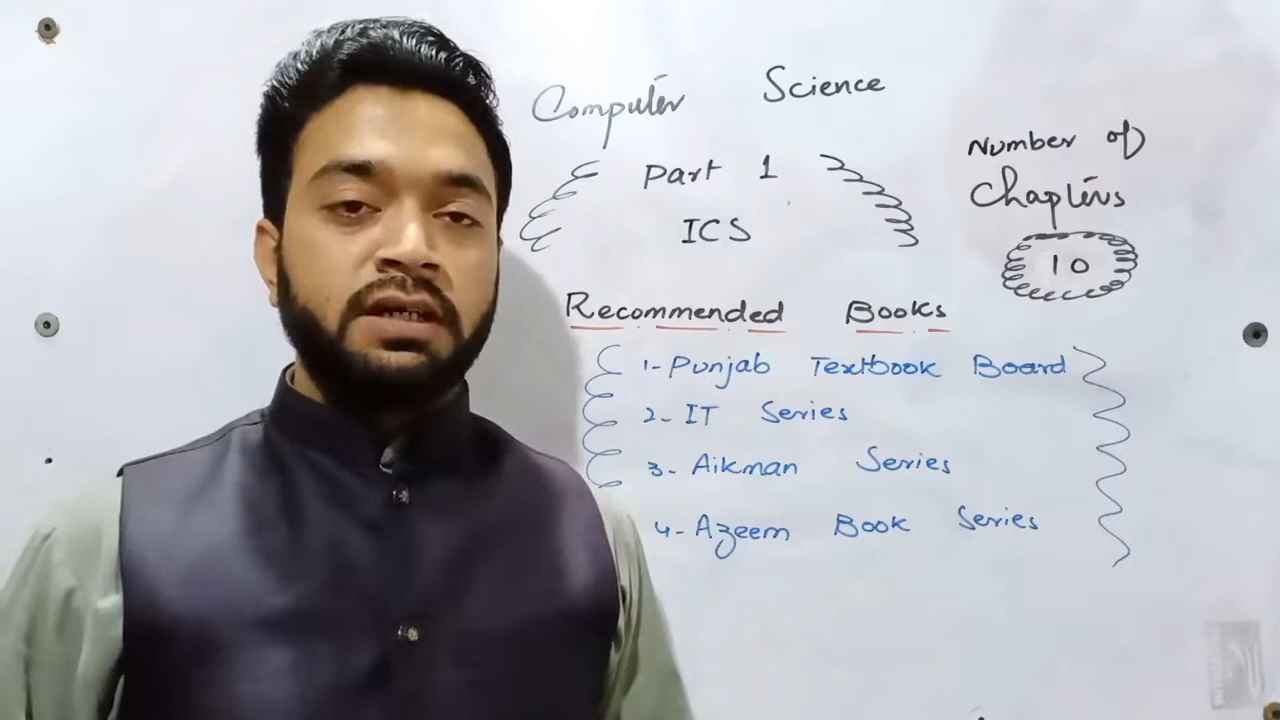 Computer Science
Part 1
ICS
Number of
Chapters
10
Recommended Books
1- Punjab Textbook Board
2- IT Series
3- Aikman Series
4- Azeem Book Series